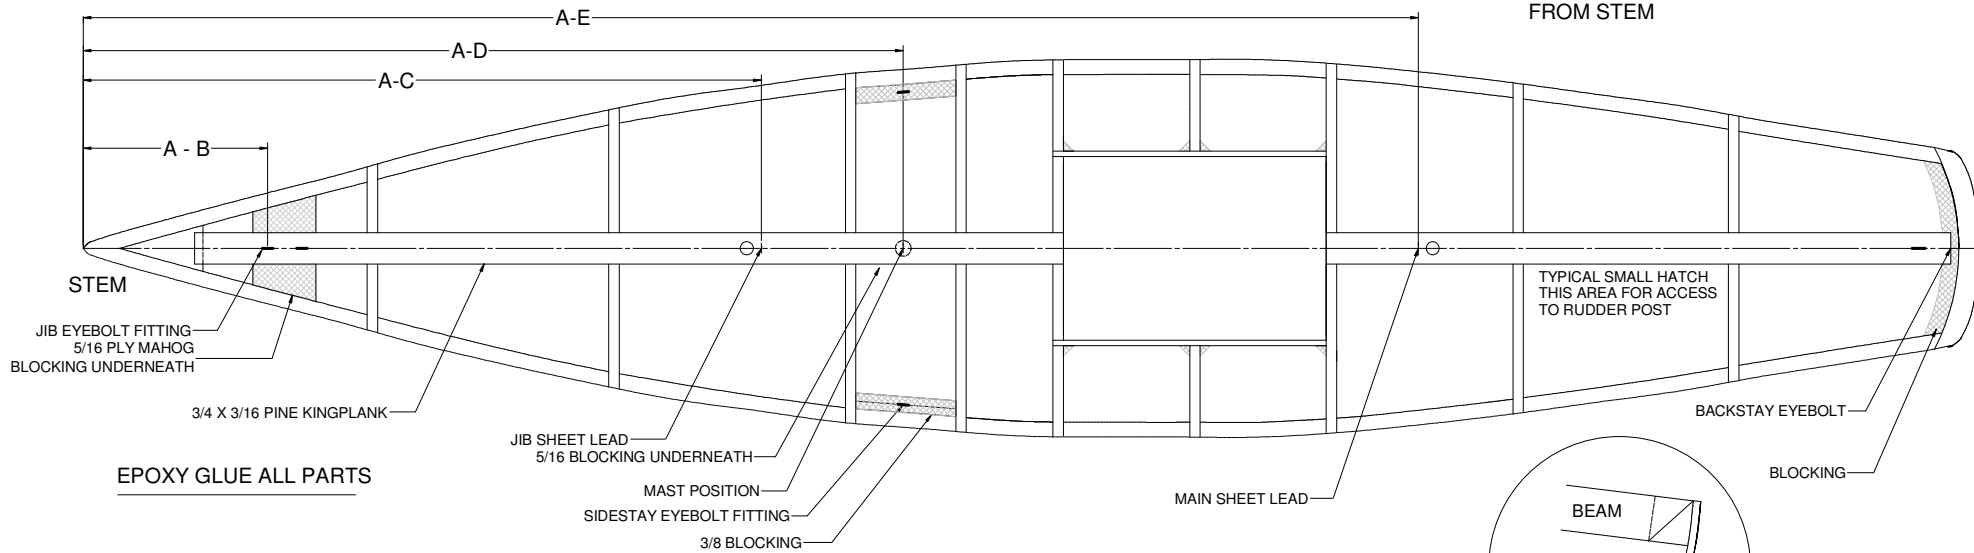 A-E
FROM STEM
A-D
A-C
A - B
STEM
TYPICAL SMALL HATCH
THIS AREA FOR ACCESS
TO RUDDER POST
JIB EYEBOLT FITTING
5/16 PLY MAHOG
BLOCKING UNDERNEATH
3/4 X 3/16 PINE KINGPLANK
JIB SHEET LEAD
5/16 BLOCKING UNDERNEATH
BACKSTAY EYEBOLT
EPOXY GLUE ALL PARTS
MAST POSITION
MAIN SHEET LEAD
BLOCKING
SIDESTAY EYEBOLT FITTING
BEAM
3/8 BLOCKING